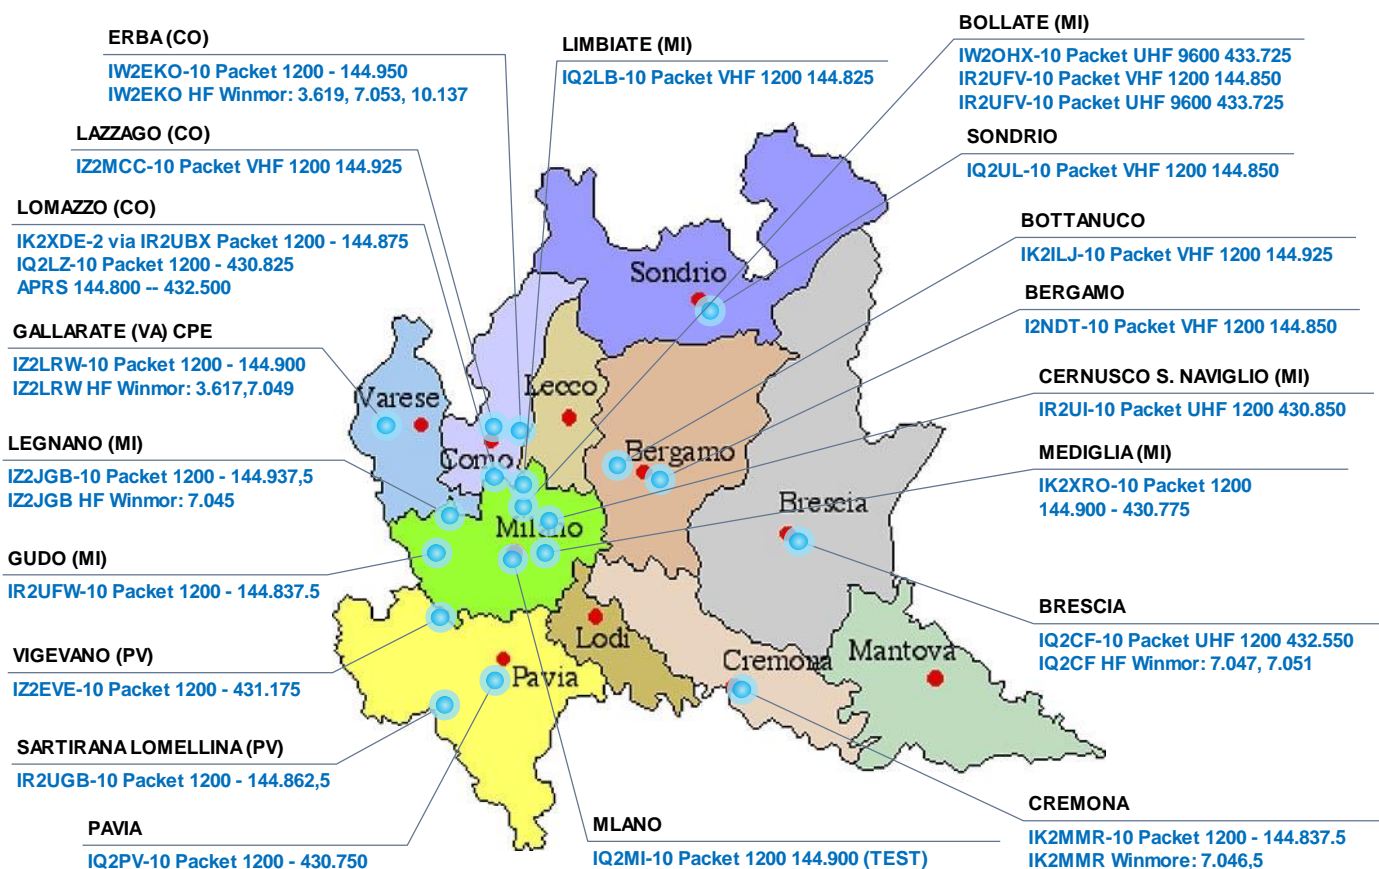 ERBA (CO)
IW2EKO-10 Packet 1200 - 144.950
IW2EKO HF Winmor: 3.619, 7.053, 10.137
LAZZAGO (CO)
IZ2MCC-10 Packet VHF 1200 144.925
LOMAZZO (CO)
IK2XDE-2 via IR2UBX Packet 1200 - 144.875
IQ2LZ-10 Packet 1200 - 430.825
APRS 144.800 -- 432.500
GALLARATE (VA) CPE
IZ2LRW-10 Packet 1200 - 144.900
IZ2LRW HF Winmor: 3.617,7.049
LEGNANO (MI)
IZ2JGB-10 Packet 1200 - 144.937,5
IZ2JGB HF Winmor: 7.045
GUDO (MI)
IR2UFW-10 Packet 1200 - 144.837.5
VIGEVANO (PV)
IZ2EVE-10 Packet 1200 - 431.175
SARTIRANA LOMELLINA (PV)
IR2UGB-10 Packet 1200 - 144.862,5
PAVIA
IQ2PV-10 Packet 1200 - 430.750
LIMBIATE (MI)
IQ2LB-10 Packet VHF 1200 144.825
Sondrio
Lecco
Varese
Como
Bergamo
Brescia
Milano
Lodi
Pavia
Cremona
Mantova
MLANO
IQ2MI-10 Packet 1200 144.900 (TEST)
BOLLATE (MI)
IW2OHX-10 Packet UHF 9600 433.725
IR2UFV-10 Packet VHF 1200 144.850
IR2UFV-10 Packet UHF 9600 433.725
SONDRIO
IQ2UL-10 Packet VHF 1200 144.850
BOTTANUCO
IK2ILJ-10 Packet VHF 1200 144.925
BERGAMO
I2NDT-10 Packet VHF 1200 144.850
CERNUSCO S. NAVIGLIO (MI)
IR2UI-10 Packet UHF 1200 430.850
MEDIGLIA (MI)
IK2XRO-10 Packet 1200
144.900 - 430.775
BRESCIA
IQ2CF-10 Packet UHF 1200 432.550
IQ2CF HF Winmor: 7.047, 7.051
CREMONA
IK2MMR-10 Packet 1200 - 144.837.5
IK2MMR Winmore: 7.046,5